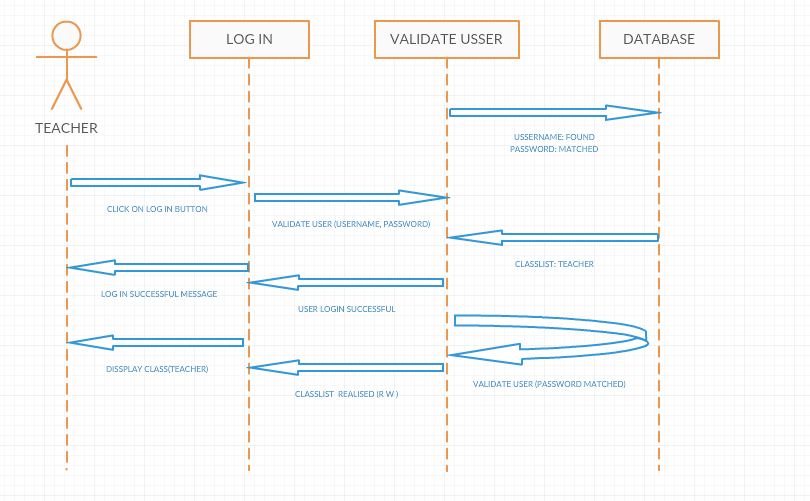 LOG IN
VALIDATE USSER
DATABASE
TEACHER
USSERNAME: FOUND
PASSWORD: MATCHED
CLICK ON LOG IN BUTTON
VALIDATE USER (USERNAME, PASSWORD)
CLASSLIST: TEACHER
LOG IN SUCCESSFUL MESSAGE
USER LOGIN SUCCESSFUL
DISSPLAY CLASS(TEACHER)
VALIDATE USER (PASSWORD MATCHED)
CLASSLIST REALISED (R W )